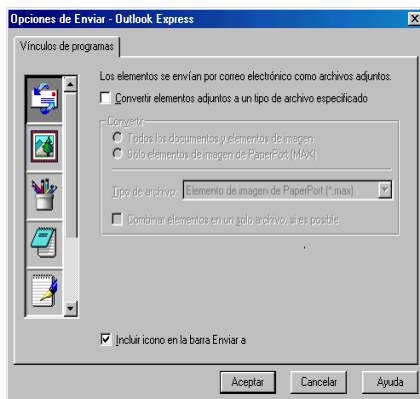 Opciones de Enviar - Outlook Express
Vínculos de programas
Los elementos se envían por correo electrónico como archivos adjuntos.
Convertir elementos adjuntos a un tipo de archivo especificado
Convertir
Todos los documentos y elementos de imagen
Sólo elementos de imagen de PaperPort (MAX)
Tipo de archivo: Elemento de imagen de PaperPort (*.max)
Combinar elementos en un solo archivo, si es posible
Incluir icono en la barra Enviar a
Aceptar Cancelar Ayuda